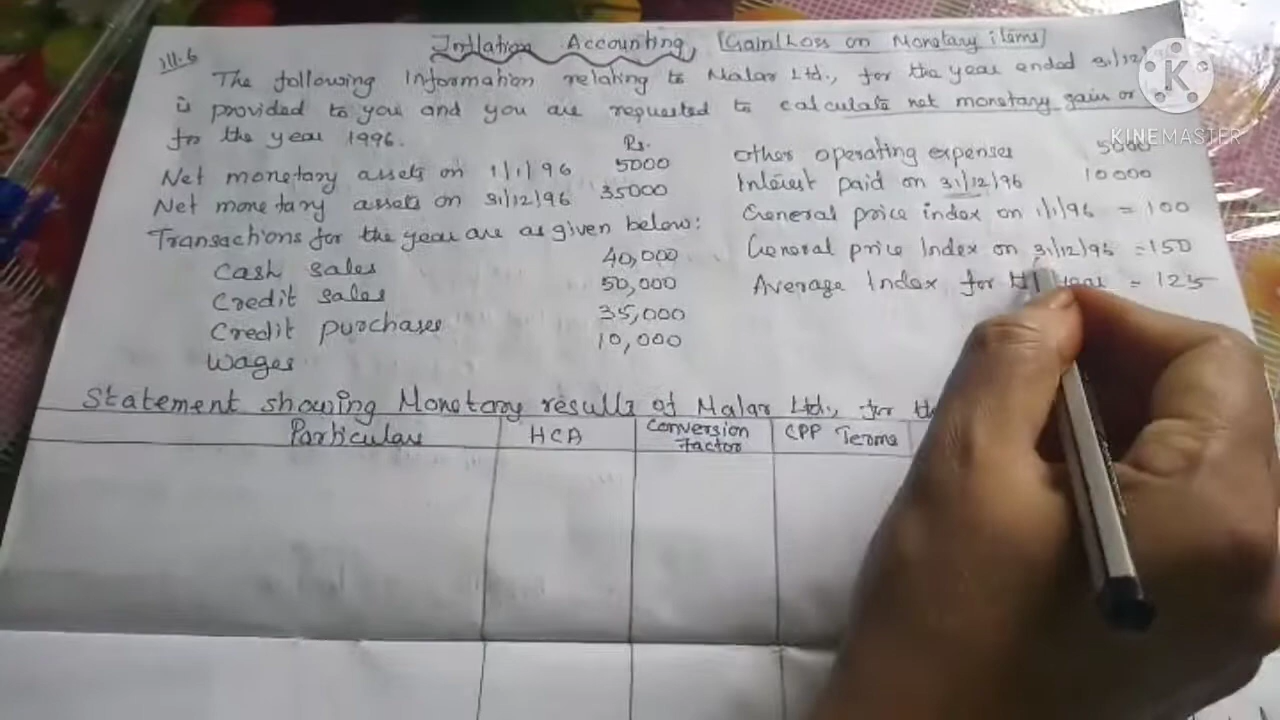 Ill.6
Inflation Accounting, [Gain/Loss on Monetary items]
The following Information relating to Malar Ltd., for the year ended 31/12/
is provided to you and you are requested to calculate net monetary gain or
for the year 1996.
Rs.
Net monetary assets on 1/1/96 5000
Net monetary assets on 31/12/96 35000
Transactions for the year are as given below:
Cash sales 40,000
Credit sales 50,000
Credit purchases 35,000
Wages 10,000
Other operating expenses 5000
Interest paid on 31/12/96 10000
General price index on 1/1/96 = 100
General price Index on 31/12/96 = 150
Average Index for year = 125
KINEMASTER
Statement showing Monetary results of Malar Ltd., for
Particulars HCA Conversion Factor CPP Terms